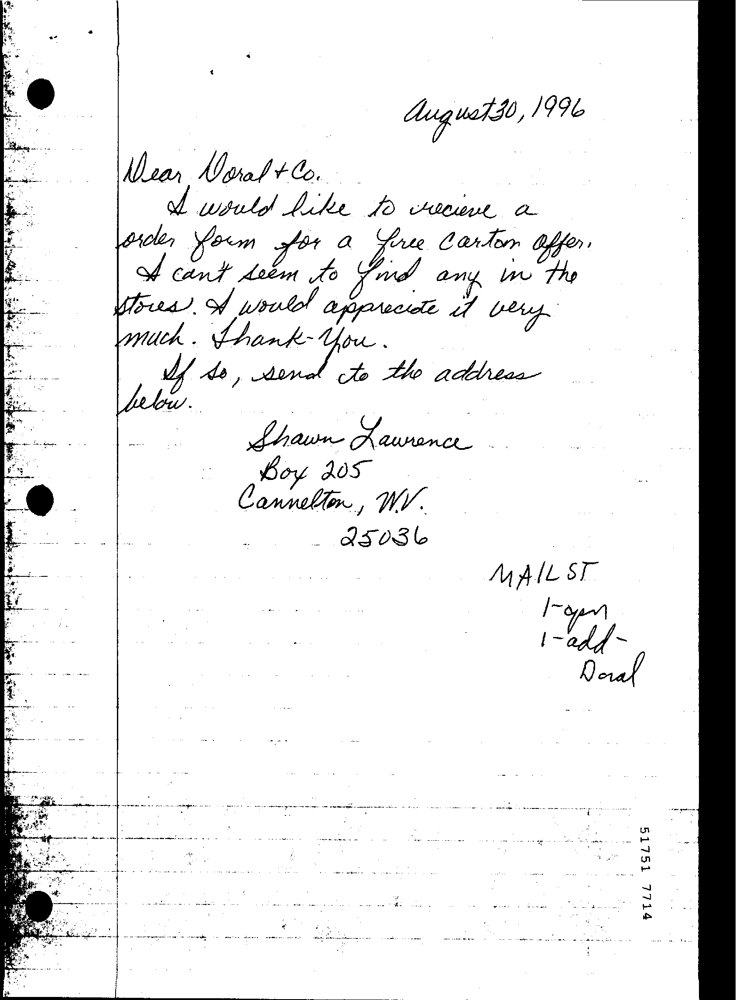 August 30, 1996
Dear Doral + Co.
I would like to recieve a
order form for a free carton offer.
I can't seem to find any in the
stores. I would appreciate it very
much. Thank-You.
If so, send to the address
below.
Shawn Lawrence
Box 205
Cannelton, W.V.
25036
MAIL ST
1-
1-add-
Doral
51751 7714